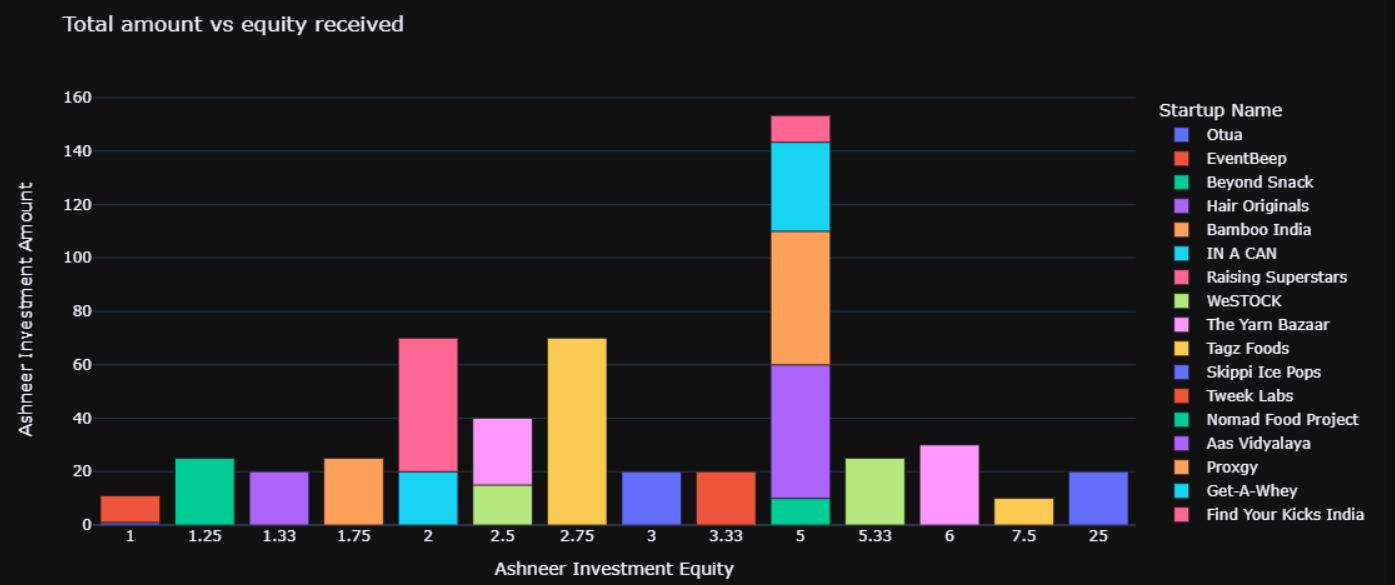 Total amount vs equity received
160
140
120
100
80
60
40
20
0
Ashneer Investment Amount
1 1.25 1.33 1.75 2 2.5 2.75 3 3.33 5 5.33 6 7.5 25
Ashneer Investment Equity
Startup Name
Otua
EventBeep
Beyond Snack
Hair Originals
Bamboo India
IN A CAN
Raising Superstars
WeSTOCK
The Yarn Bazaar
Tagz Foods
Skippi Ice Pops
Tweek Labs
Nomad Food Project
Aas Vidyalaya
Proxgy
Get-A-Whey
Find Your Kicks India